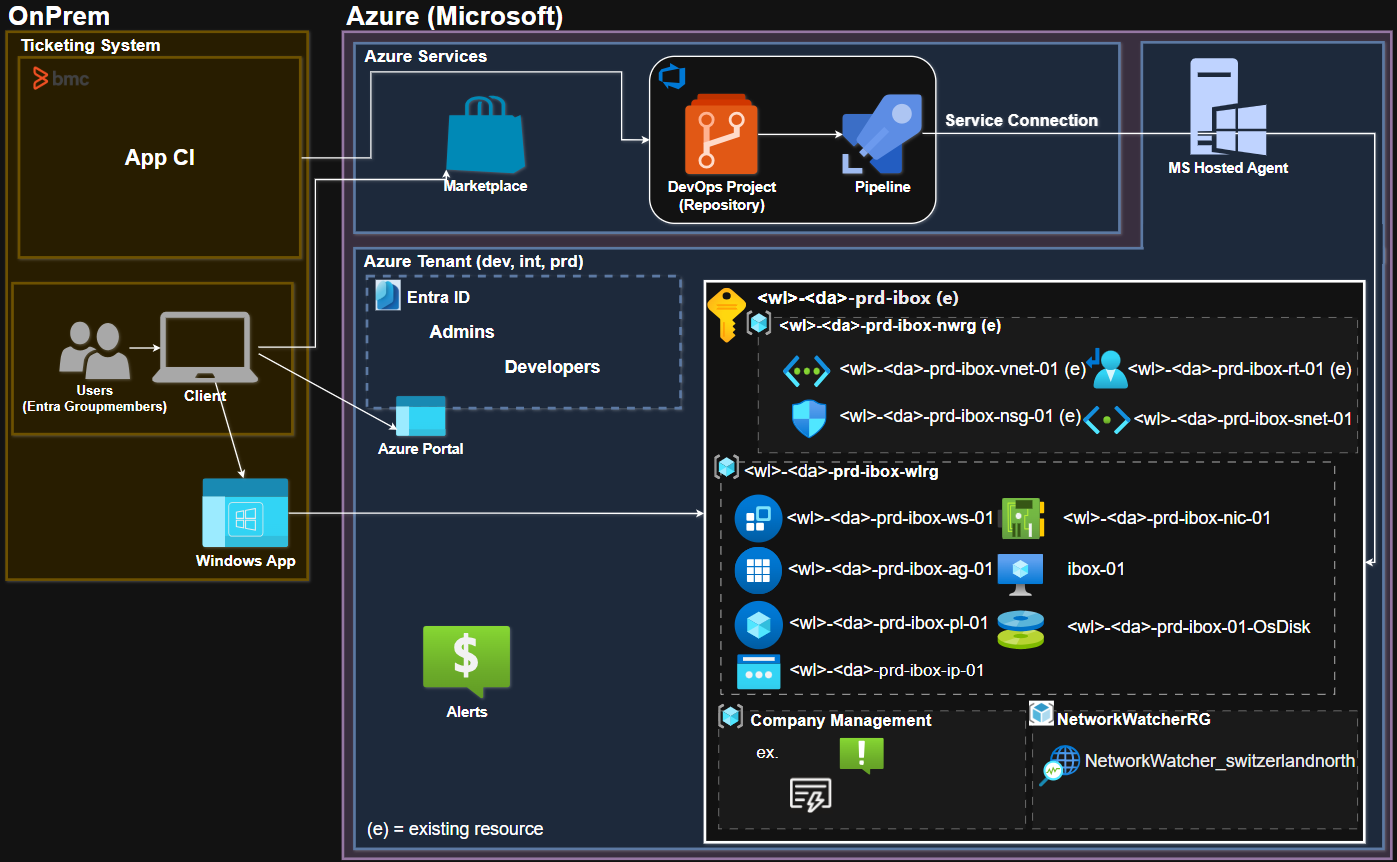 OnPrem
Azure (Microsoft)
Ticketing System
bmc
App CI
Azure Services
Marketplace
DevOps Project
(Repository)
Pipeline
Service Connection
MS Hosted Agent
Users
(Entra Groupmembers)
Client
Windows App
Azure Tenant (dev, int, prd)
Entra ID
Admins
Developers
Azure Portal
$
Alerts
(e) = existing resource
<wl>-<da>-prd-ibox (e)
<wl>-<da>-prd-ibox-nwrg (e)
<wl>-<da>-prd-ibox-vnet-01 (e)
<wl>-<da>-prd-ibox-rt-01 (e)
<wl>-<da>-prd-ibox-nsg-01 (e)
<wl>-<da>-prd-ibox-snet-01
<wl>-<da>-prd-ibox-wlrg
<wl>-<da>-prd-ibox-ws-01
<wl>-<da>-prd-ibox-nic-01
<wl>-<da>-prd-ibox-ag-01
ibox-01
<wl>-<da>-prd-ibox-pl-01
<wl>-<da>-prd-ibox-01-OsDisk
<wl>-<da>-prd-ibox-ip-01
Company Management
ex.
!
NetworkWatcherRG
NetworkWatcher_switzerlandnorth